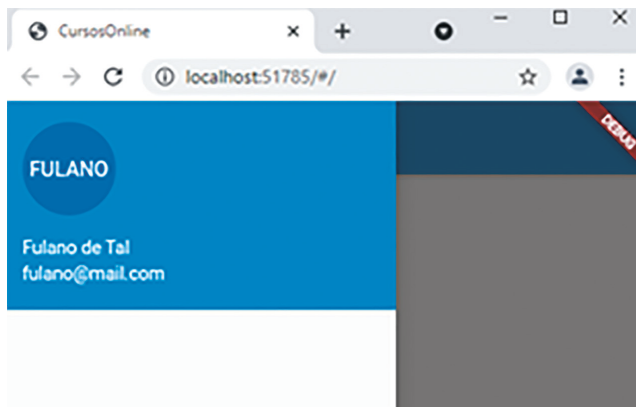 CursosOnline
localhost:51785/#/
DEBUG
FULANO
Fulano de Tal
fulano@mail.com